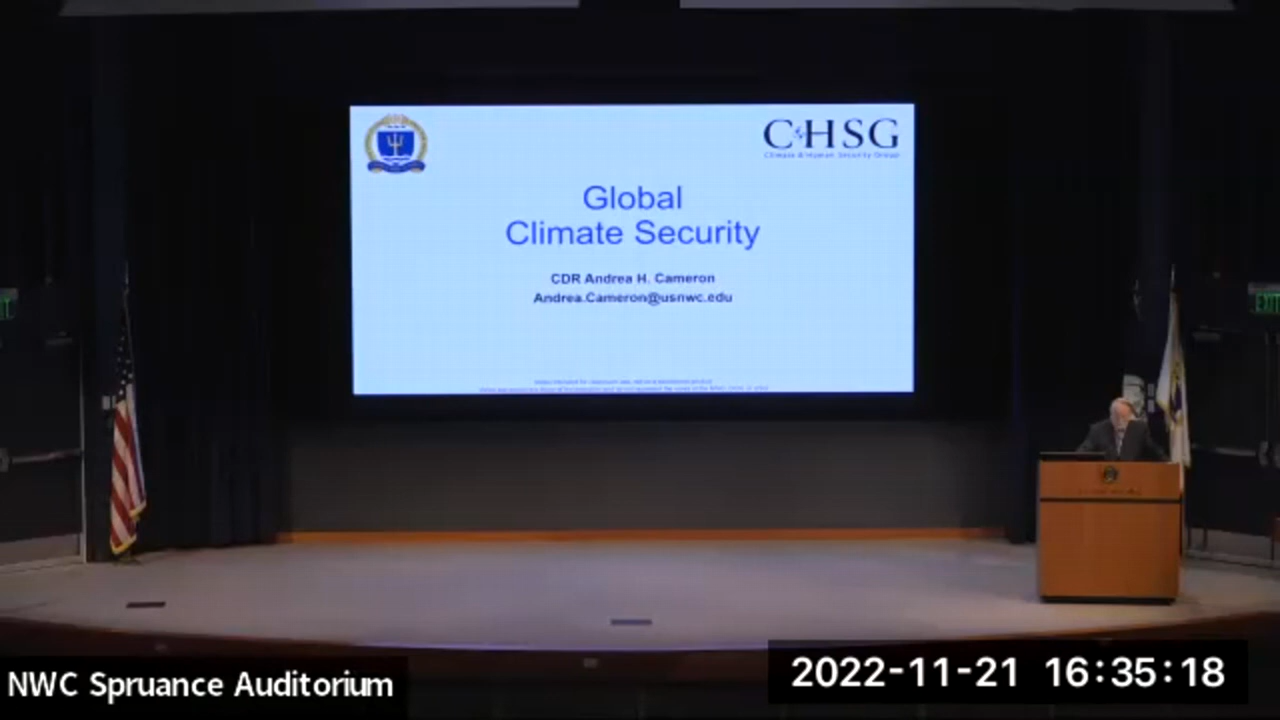 CHSG
Climate & Human Security Group
Global
Climate Security
CDR Andrea H. Cameron
Andrea.Cameron@usnwc.edu
EXIT
NWC Spruance Auditorium
2022-11-21 16:35:18